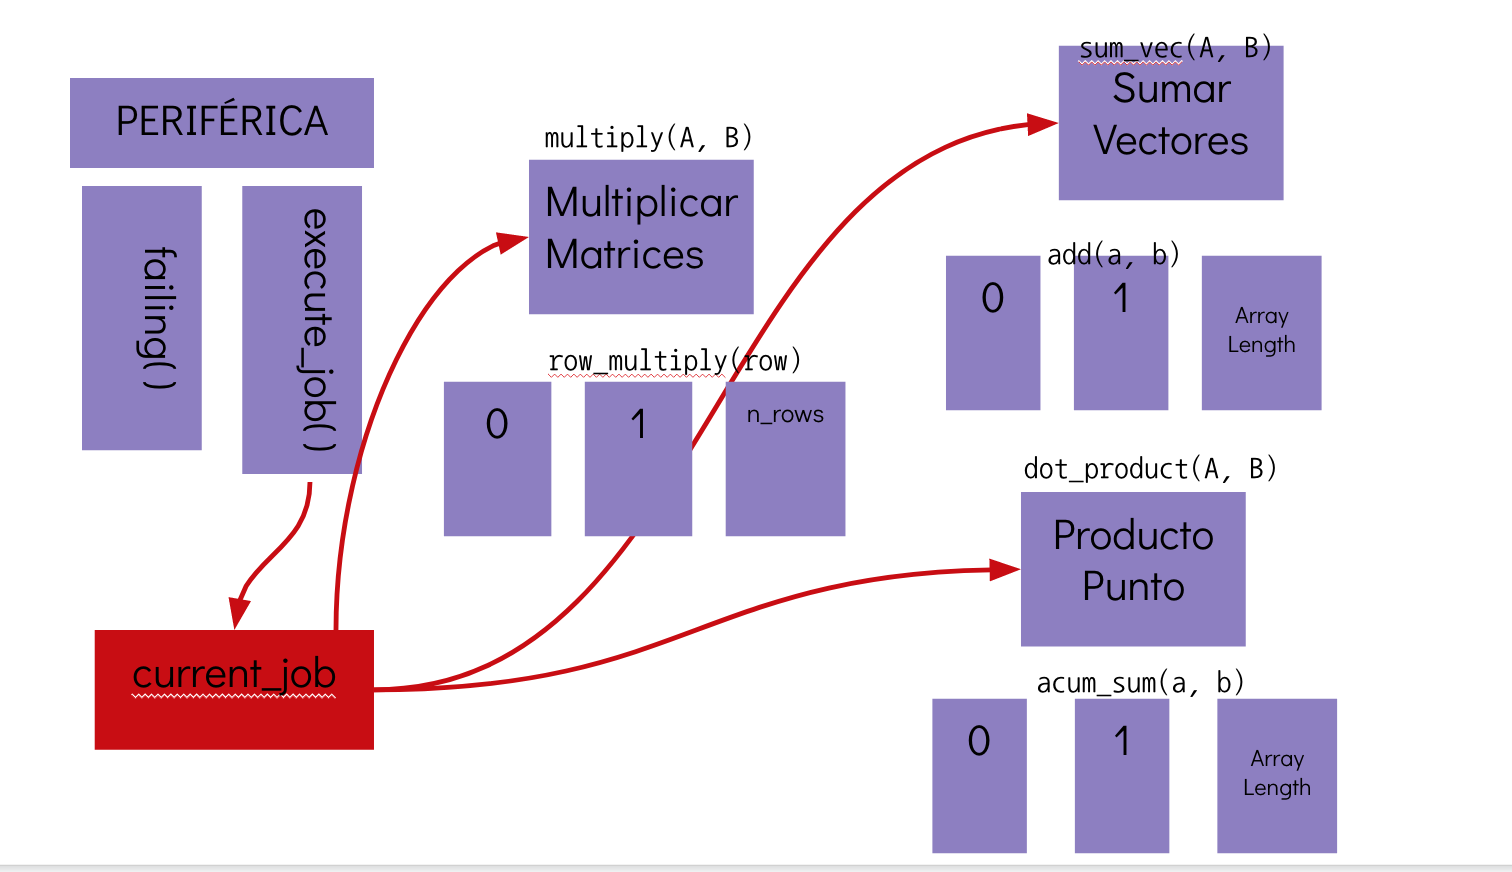 PERIFÉRICA
failing()
execute_job()
current_job
multiply(A, B)
Multiplicar
Matrices
row_multiply(row)
0
1
n_rows
sum_vec(A, B)
Sumar
Vectores
add(a, b)
0
1
Array
Length
dot_product(A, B)
Producto
Punto
acum_sum(a, b)
0
1
Array
Length